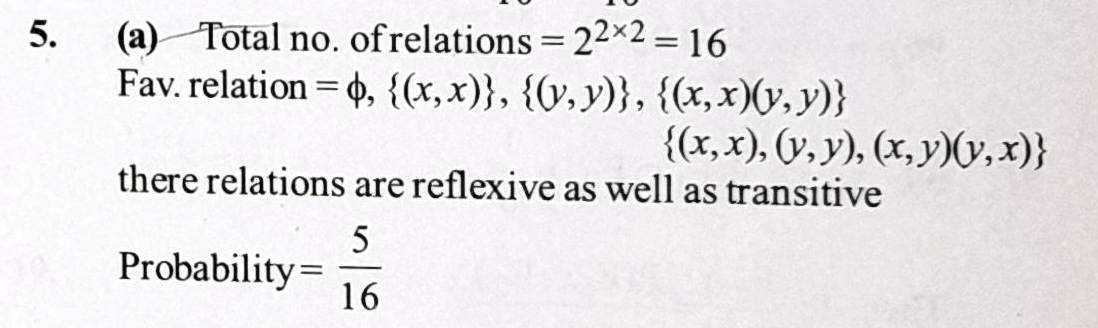 5. (a) Total no. of relations = 2^{2×2} = 16
Fav. relation = ϕ, {(x, x)}, {(y, y)}, {(x, x)(y, y)}
{(x, x), (y, y), (x, y)(y, x)}
there relations are reflexive as well as transitive
Probability = 5/16